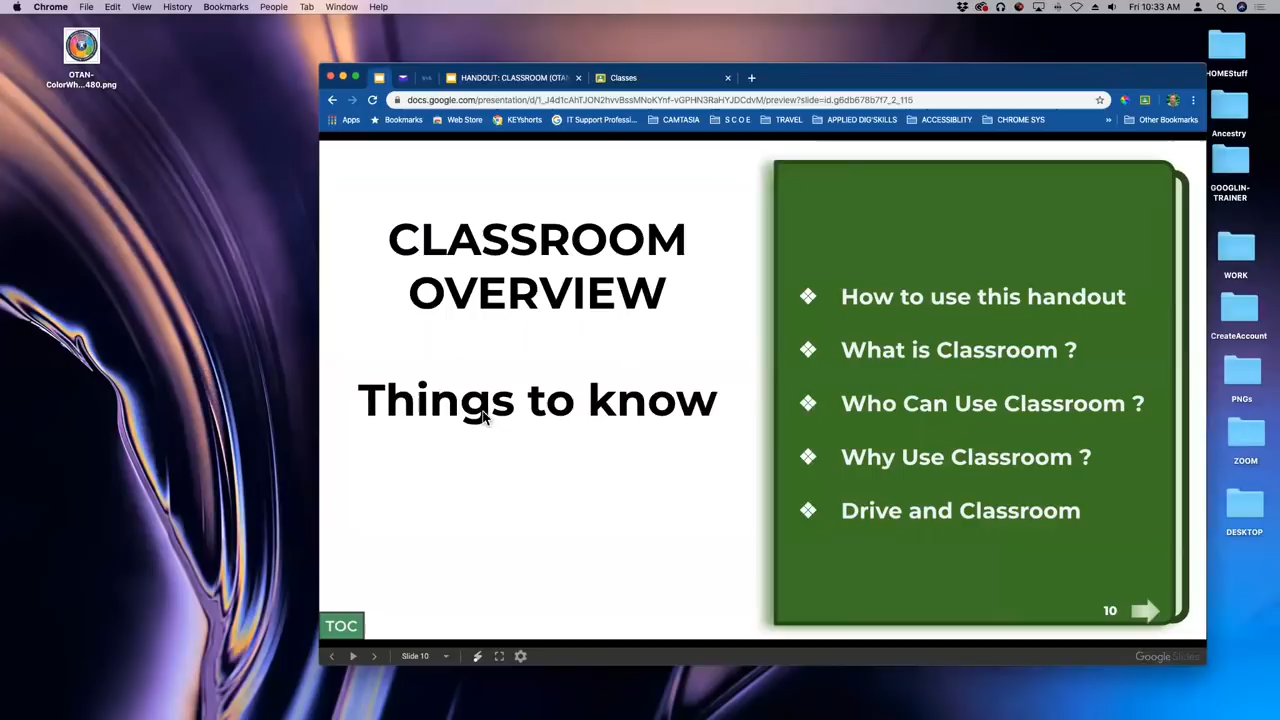 Chrome File Edit View History Bookmarks People Tab Window Help Fri 10:33 AM
OTAN-
ColorWh...480.png
HANDOUT: CLASSROOM (OTAN
Classes
docs.google.com/presentation/d/1_J4d1cAhTJON2hvvBssMNoKYnf-vGPHN3RaHYJDCdvM/preview?slide=id.g6db678b7f7_2_115
Apps Bookmarks Web Store KEYshorts IT Support Professi... CAMTASIA S C O E TRAVEL APPLIED DIG'SKILLS ACCESSIBLITY CHROME SYS » Other Bookmarks
CLASSROOM
OVERVIEW
Things to know
How to use this handout
What is Classroom ?
Who Can Use Classroom ?
Why Use Classroom ?
Drive and Classroom
10
TOC
Slide 10
Google Slides
HOMEStuff
Ancestry
GOOGLIN-
TRAINER
WORK
CreateAccount
PNGs
ZOOM
DESKTOP